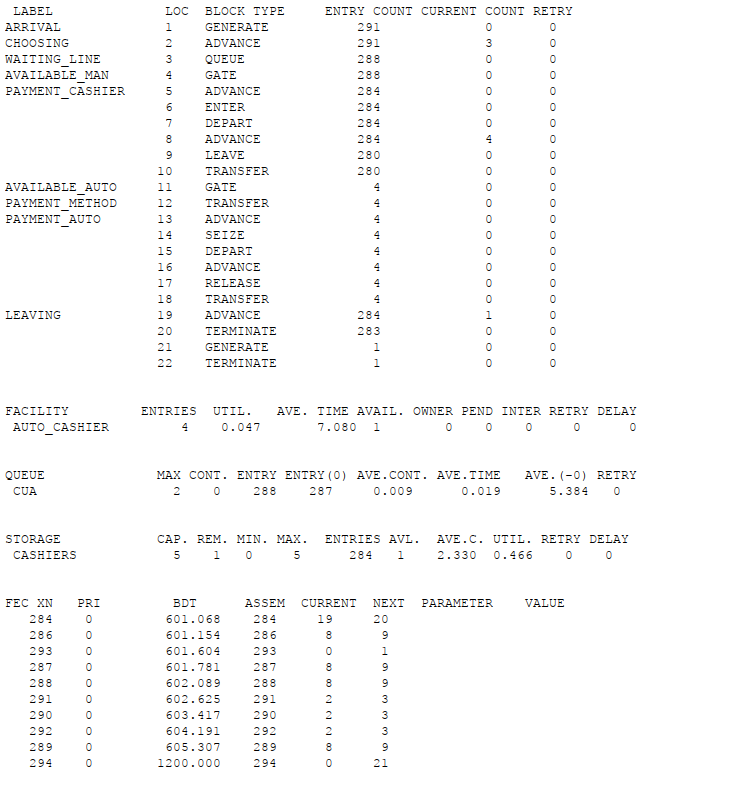 LABEL LOC BLOCK TYPE ENTRY COUNT CURRENT COUNT RETRY
ARRIVAL 1 GENERATE 291 0 0
CHOOSING 2 ADVANCE 291 3 0
WAITING_LINE 3 QUEUE 288 0 0
AVAILABLE_MAN 4 GATE 288 0 0
PAYMENT_CASHIER 5 ADVANCE 284 0 0
6 ENTER 284 0 0
7 DEPART 284 0 0
8 ADVANCE 284 4 0
9 LEAVE 280 0 0
10 TRANSFER 280 0 0
AVAILABLE_AUTO 11 GATE 4 0 0
PAYMENT_METHOD 12 TRANSFER 4 0 0
PAYMENT_AUTO 13 ADVANCE 4 0 0
14 SEIZE 4 0 0
15 DEPART 4 0 0
16 ADVANCE 4 0 0
17 RELEASE 4 0 0
18 TRANSFER 4 0 0
LEAVING 19 ADVANCE 284 1 0
20 TERMINATE 283 0 0
21 GENERATE 1 0 0
22 TERMINATE 1 0 0
FACILITY ENTRIES UTIL. AVE. TIME AVAIL. OWNER PEND INTER RETRY DELAY
AUTO_CASHIER 4 0.047 7.080 1 0 0 0 0 0
QUEUE MAX CONT. ENTRY ENTRY(0) AVE.CONT. AVE.TIME AVE.(-0) RETRY
CUA 2 0 288 287 0.009 0.019 5.384 0
STORAGE CAP. REM. MIN. MAX. ENTRIES AVL. AVE.C. UTIL. RETRY DELAY
CASHIERS 5 1 0 5 284 1 2.330 0.466 0 0
FEC XN PRI BDT ASSEM CURRENT NEXT PARAMETER VALUE
284 0 601.068 284 19 20
286 0 601.154 286 8 9
293 0 601.604 293 0 1
287 0 601.781 287 8 9
288 0 602.089 288 8 9
291 0 602.625 291 2 3
290 0 603.417 290 2 3
292 0 604.191 292 2 3
289 0 605.307 289 8 9
294 0 1200.000 294 0 21